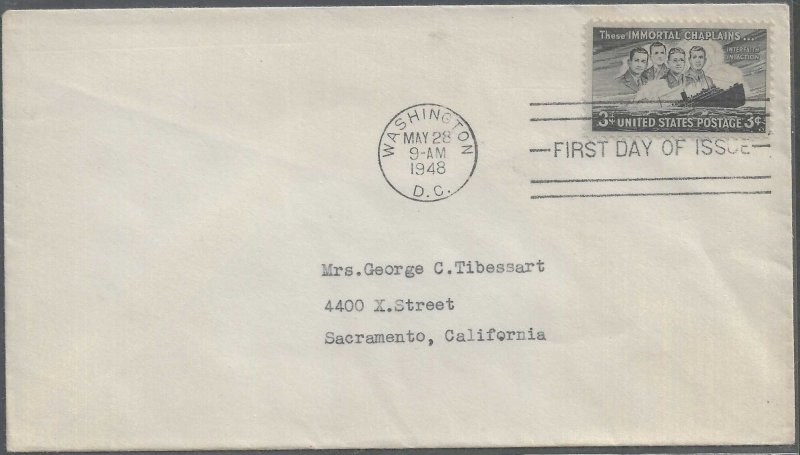 These IMMORTAL CHAPLAINS...
INTERFAITH
IN ACTION
3¢ UNITED STATES POSTAGE 3¢
WASHINGTON
MAY 28
9-AM
1948
D.C.
FIRST DAY OF ISSUE
Mrs.George C.Tibessart
4400 X.Street
Sacramento, California